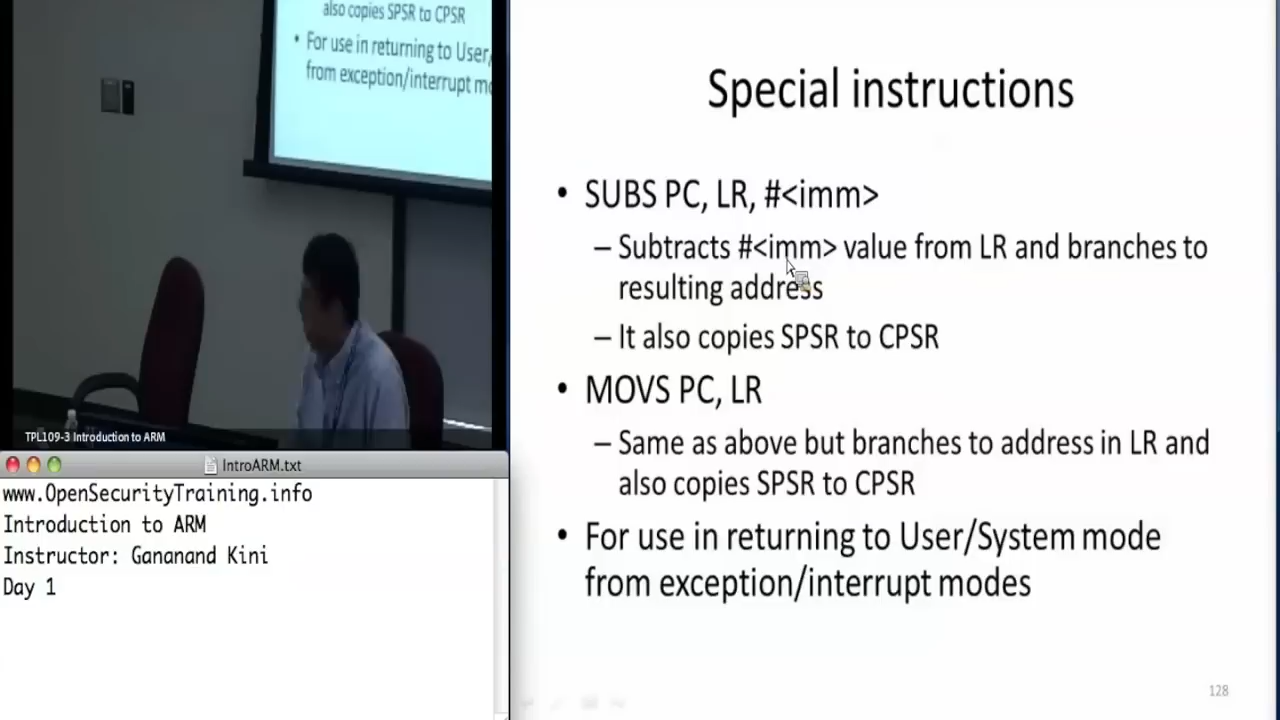 also copies SPSR to CPSR
• For use in returning to User/
from exception/interrupt mo
TPL109-3 Introduction to ARM
IntroARM.txt
www.OpenSecurityTraining.info
Introduction to ARM
Instructor: Gananand Kini
Day 1
Special instructions
• SUBS PC, LR, #<imm>
– Subtracts #<imm> value from LR and branches to
resulting address
– It also copies SPSR to CPSR
• MOVS PC, LR
– Same as above but branches to address in LR and
also copies SPSR to CPSR
• For use in returning to User/System mode
from exception/interrupt modes
128